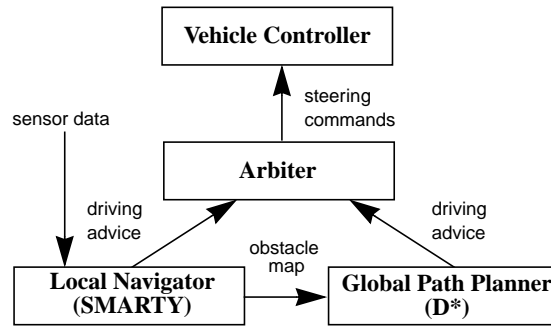 Vehicle Controller
steering
commands
sensor data
Arbiter
driving
advice
driving
advice
obstacle
map
Local Navigator
(SMARTY)
Global Path Planner
(D*)